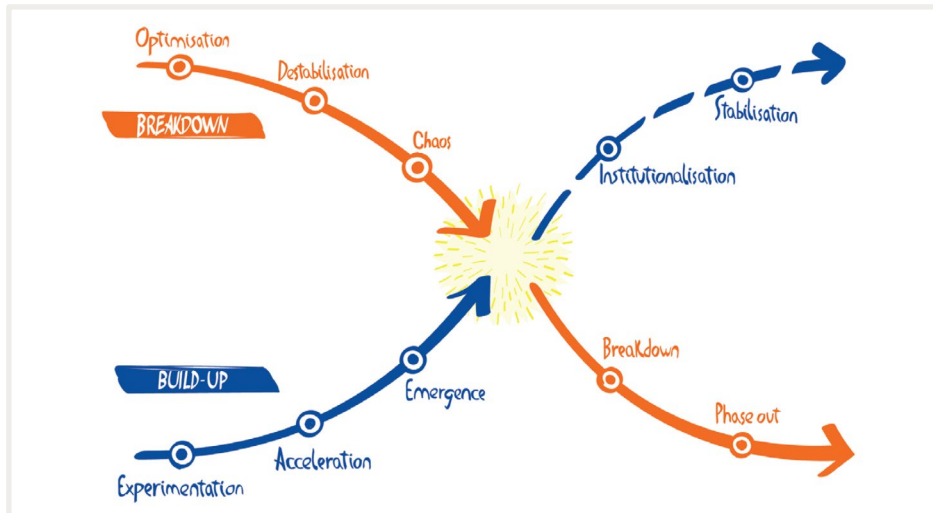 Optimisation
Destabilisation
BREAKDOWN
Chaos
Stabilisation
Institutionalisation
Breakdown
BUILD-UP
Emergence
Phase out
Acceleration
Experimentation